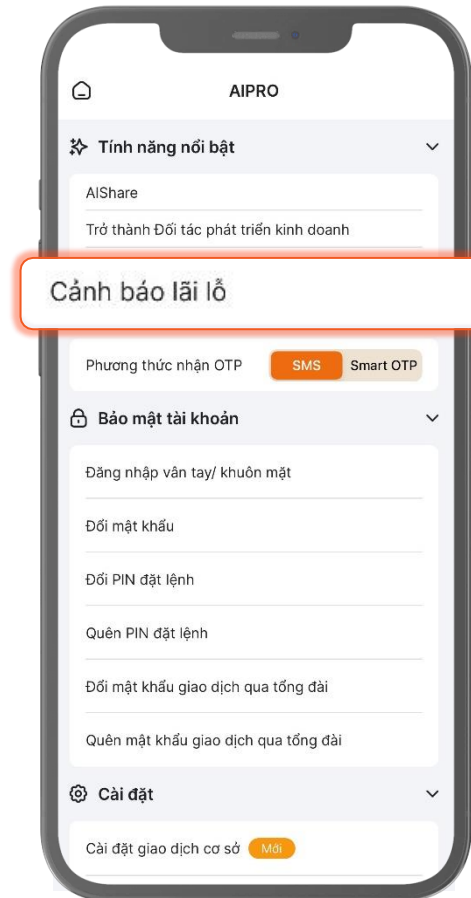 AIPRO
Tính năng nổi bật
AIShare
Trở thành Đối tác phát triển kinh doanh
Cảnh báo lãi lỗ
Phương thức nhận OTP SMS Smart OTP
Bảo mật tài khoản
Đăng nhập vân tay/ khuôn mặt
Đổi mật khẩu
Đổi PIN đặt lệnh
Quên PIN đặt lệnh
Đổi mật khẩu giao dịch qua tổng đài
Quên mật khẩu giao dịch qua tổng đài
Cài đặt
Cài đặt giao dịch cơ sở Mới